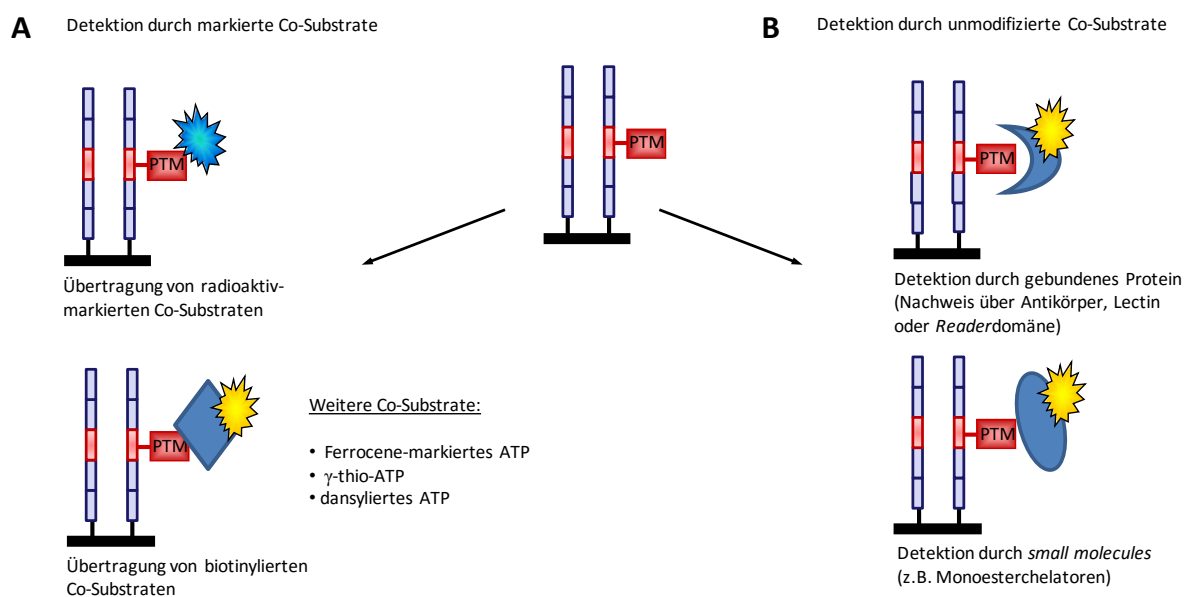 A
Detektion durch markierte Co-Substrate
B
Detektion durch unmodifizierte Co-Substrate
PTM
PTM
PTM
Übertragung von radioaktiv-
markierten Co-Substraten
Detektion durch gebundenes Protein
(Nachweis über Antikörper, Lectin
oder Readerdomäne)
PTM
Weitere Co-Substrate:
• Ferrocene-markiertes ATP
• γ-thio-ATP
• dansyliertes ATP
PTM
Übertragung von biotinylierten
Co-Substraten
Detektion durch small molecules
(z.B. Monoesterchelatoren)